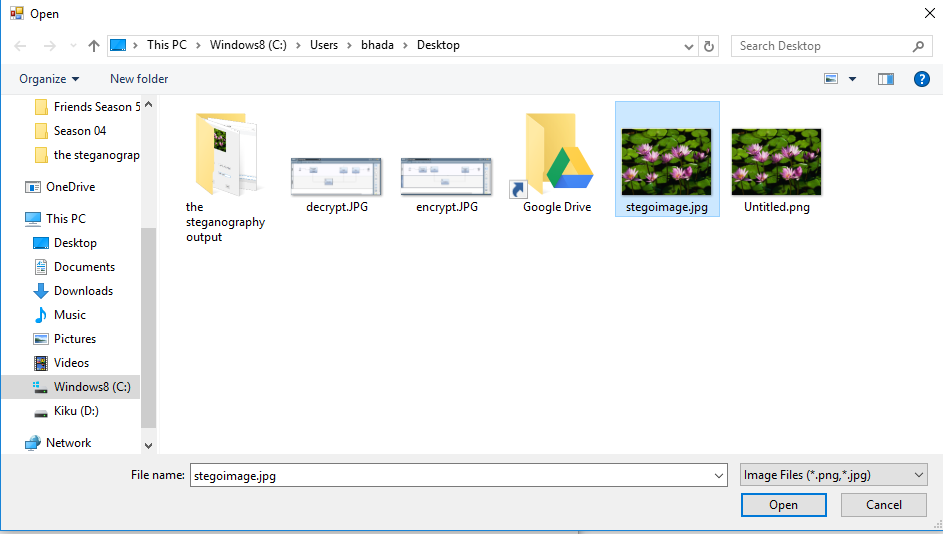 Open
This PC
Windows8 (C:)
Users
bhada
Desktop
Search Desktop
Organize
New folder
Friends Season 5
Season 04
the steganograp
OneDrive
This PC
Desktop
Documents
Downloads
Music
Pictures
Videos
Windows8 (C:)
Kiku (D:)
Network
the
steganography
output
decrypt.JPG
encrypt.JPG
Google Drive
stegoimage.jpg
Untitled.png
File name:
stegoimage.jpg
Image Files (*.png,*.jpg)
Open
Cancel